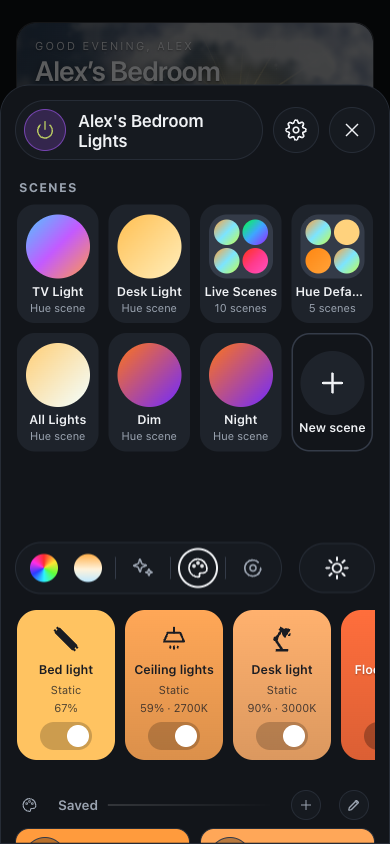 GOOD EVENING, ALEX
Alex's Bedroom
Alex's Bedroom
Lights
SCENES
TV Light
Hue scene
Desk Light
Hue scene
Live Scenes
10 scenes
Hue Defa...
5 scenes
All Lights
Hue scene
Dim
Hue scene
Night
Hue scene
New scene
Bed light
Static
67%
Ceiling lights
Static
59% · 2700K
Desk light
Static
90% · 3000K
Saved